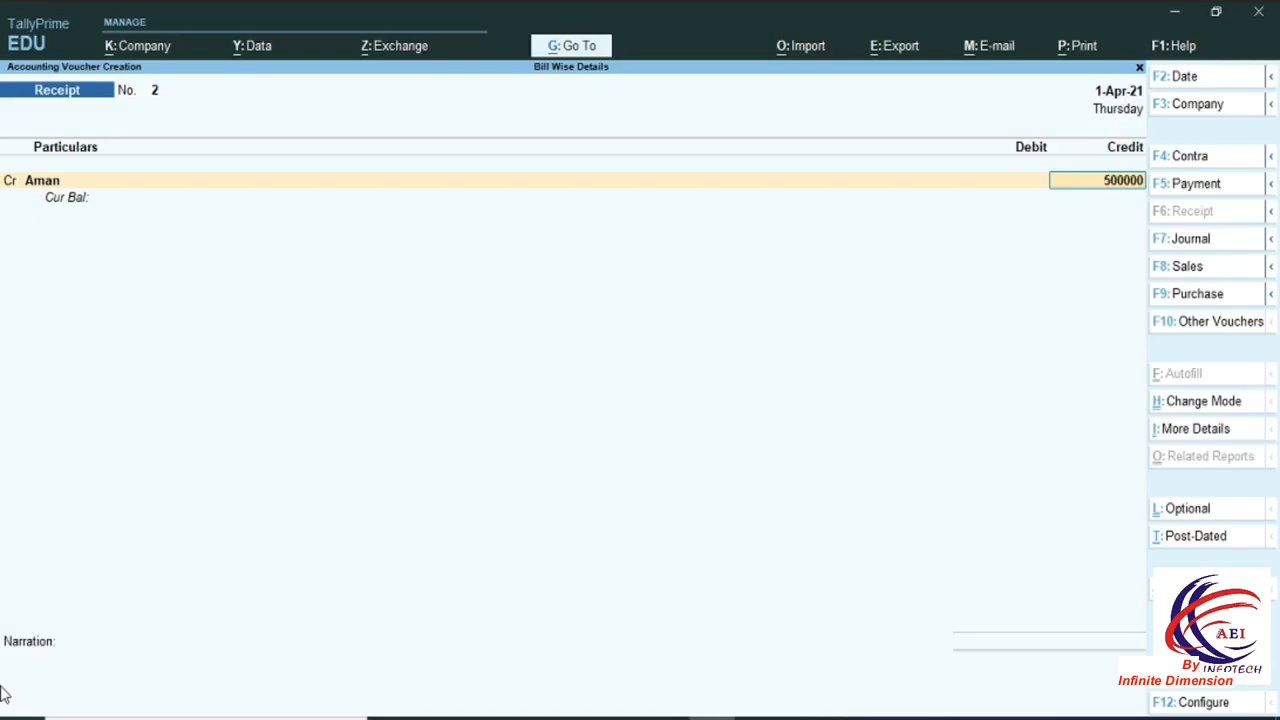 TallyPrime
EDU
MANAGE
K: Company
Y: Data
Z: Exchange
G: Go To
O: Import
E: Export
M: E-mail
P: Print
F1: Help
Accounting Voucher Creation
Bill Wise Details
x
Receipt No. 2
1-Apr-21
Thursday
Particulars Debit Credit
Cr Aman 500000
Cur Bal:
Narration:
F2: Date
F3: Company
F4: Contra
F5: Payment
F6: Receipt
F7: Journal
F8: Sales
F9: Purchase
F10: Other Vouchers
F: Autofill
H: Change Mode
I: More Details
O: Related Reports
L: Optional
T: Post-Dated
AEI
INFOTECH
By
Infinite Dimension
F12: Configure